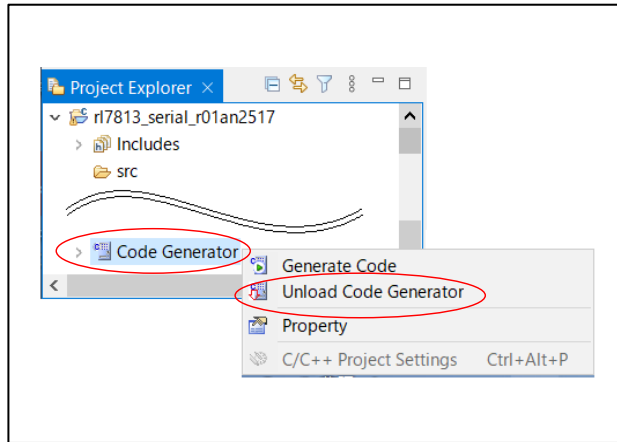 Project Explorer
rl7813_serial_r01an2517
Includes
src
Code Generator
Generate Code
Unload Code Generator
Property
C/C++ Project Settings Ctrl+Alt+P